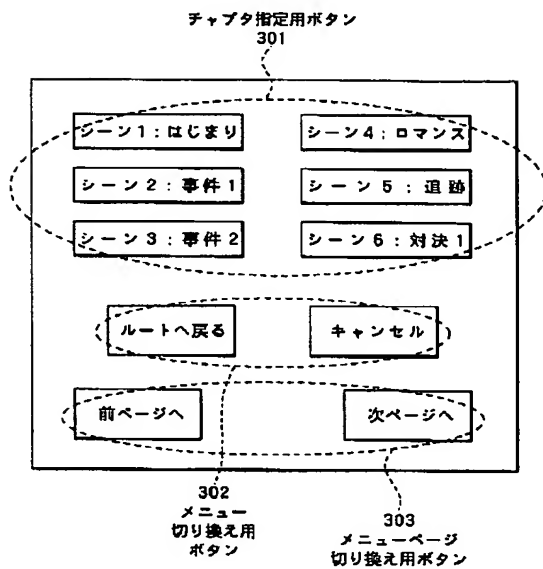 チャプタ指定用ボタン
301
シーン1:はじまり
シーン4:ロマンス
シーン2:事件1
シーン5:追跡
シーン3:事件2
シーン6:対決1
ルートへ戻る
キャンセル
前ページへ
次ページへ
302
メニュー
切り換え用
ボタン
303
メニューページ
切り換え用ボタン